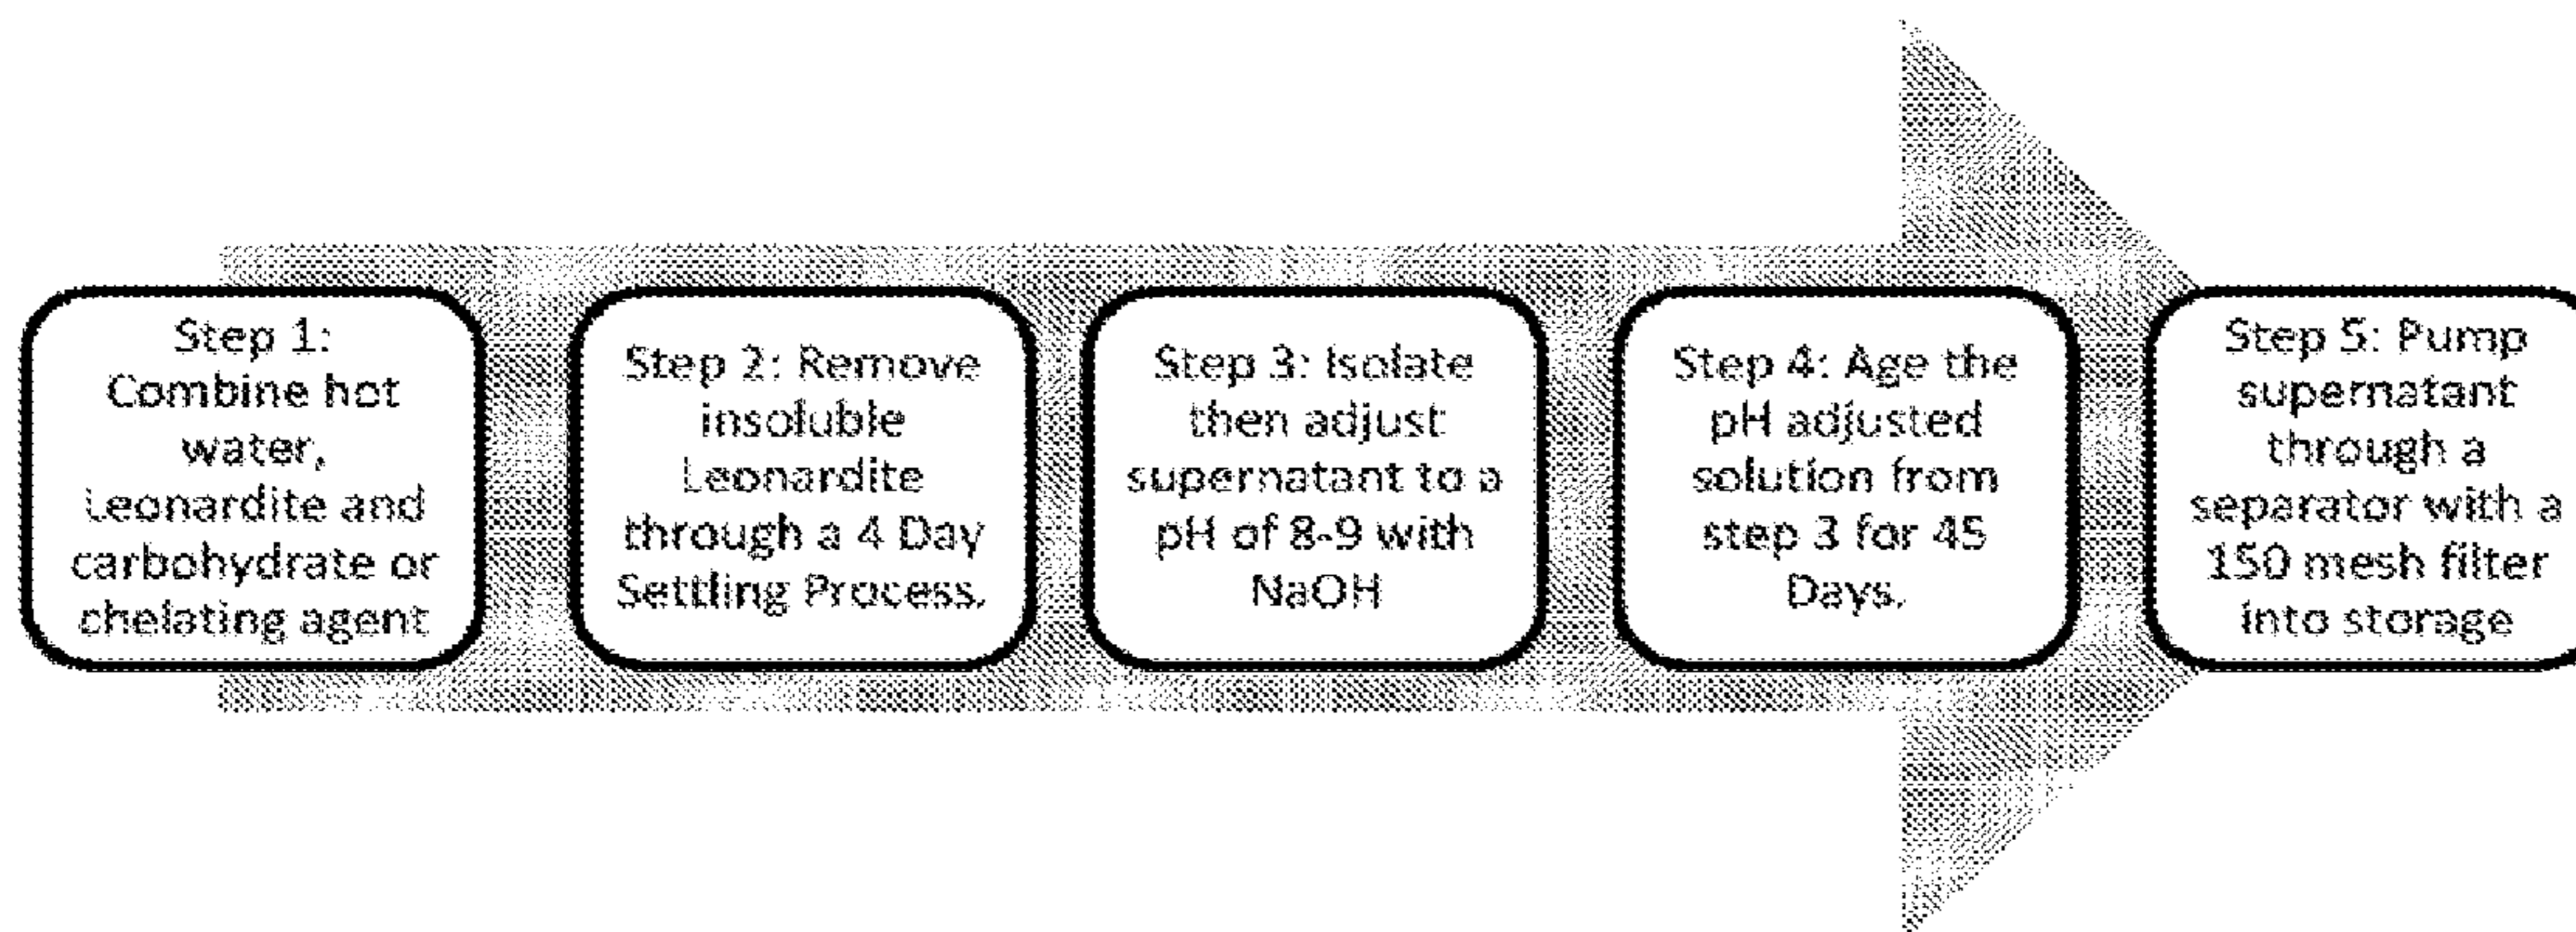 Step 1:
Combine hot
water,
Leonardite and
carbohydrate or
chelating agent
Step 2: Remove
insoluble
Leonardite
through a 4 Day
Settling Process.
Step 3: Isolate
then adjust
supernatant to a
pH of 8-9 with
NaOH
Step 4: Age the
pH adjusted
solution from
step 3 for 45
Days.
Step 5: Pump
supernatant
through a
separator with a
150 mesh filter
into storage